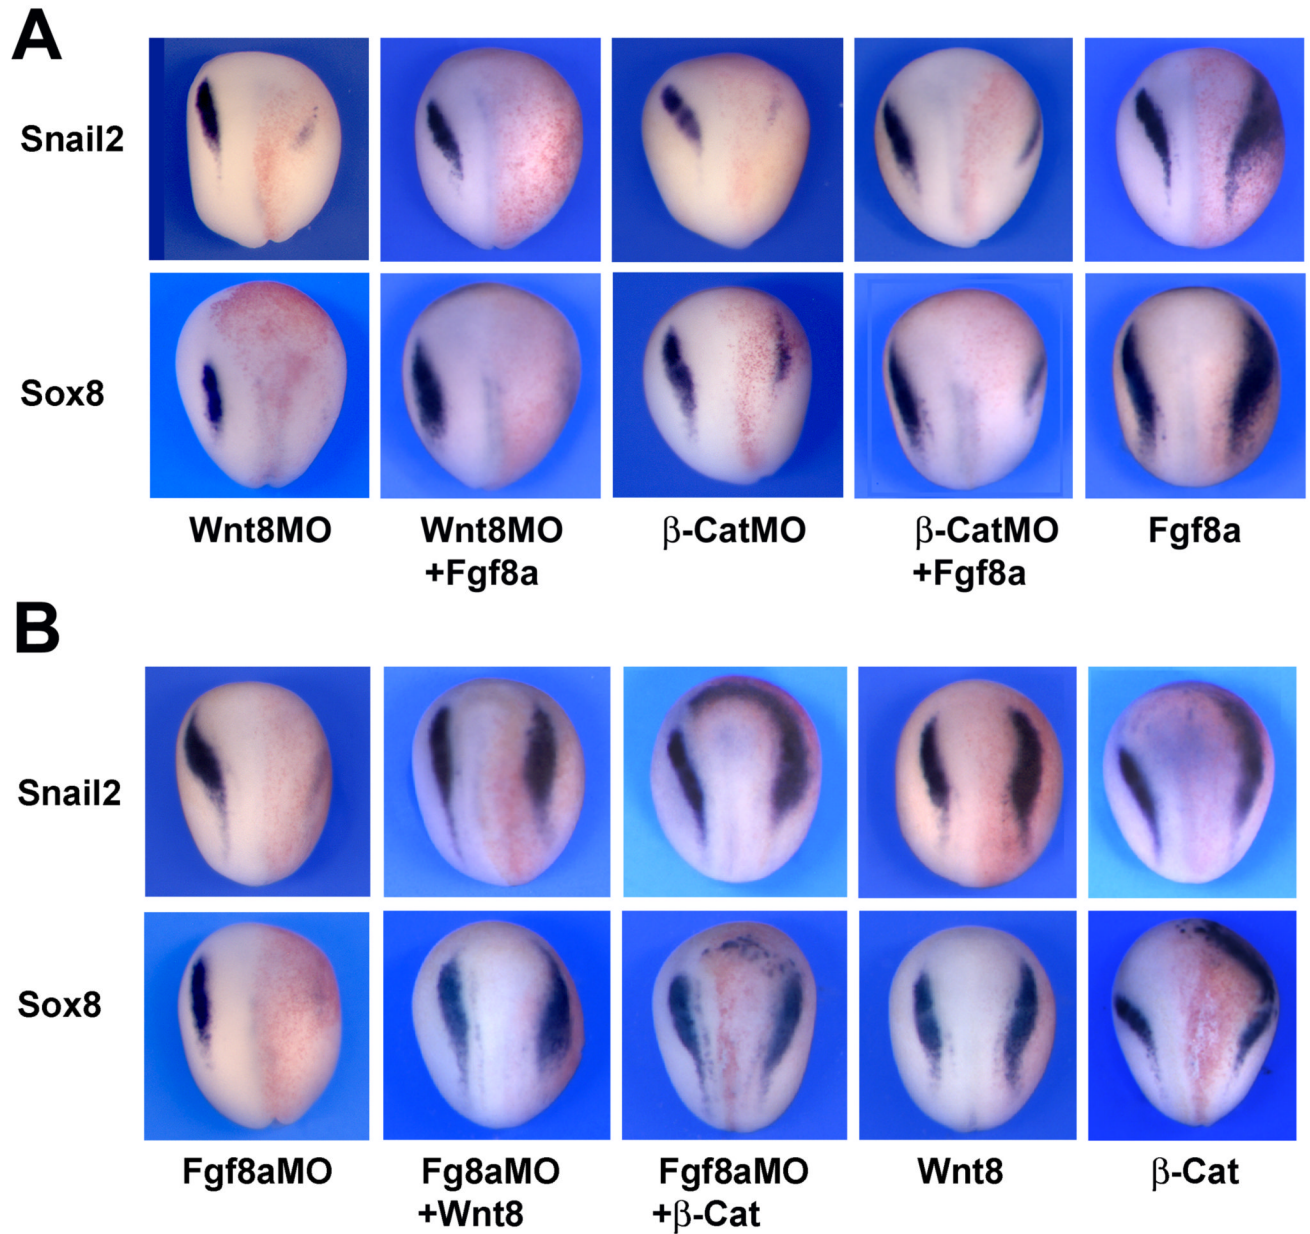 A
Snail2
Sox8
Wnt8MO
Wnt8MO
+Fgf8a
β-CatMO
β-CatMO
+Fgf8a
Fgf8a
B
Snail2
Sox8
Fgf8aMO
Fg8aMO
+Wnt8
Fgf8aMO
+β-Cat
Wnt8
β-Cat